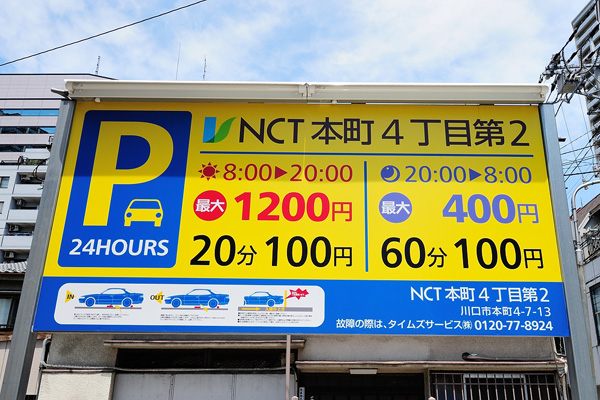 NCT 本町4丁目第2
P
24HOURS
8:00▶20:00
最大 1200円
20分 100円
20:00▶8:00
最大 400円
60分 100円
IN
OUT
NCT 本町4丁目第2
川口市本町4-7-13
故障の際は、タイムズサービス㈱ 0120-77-8924